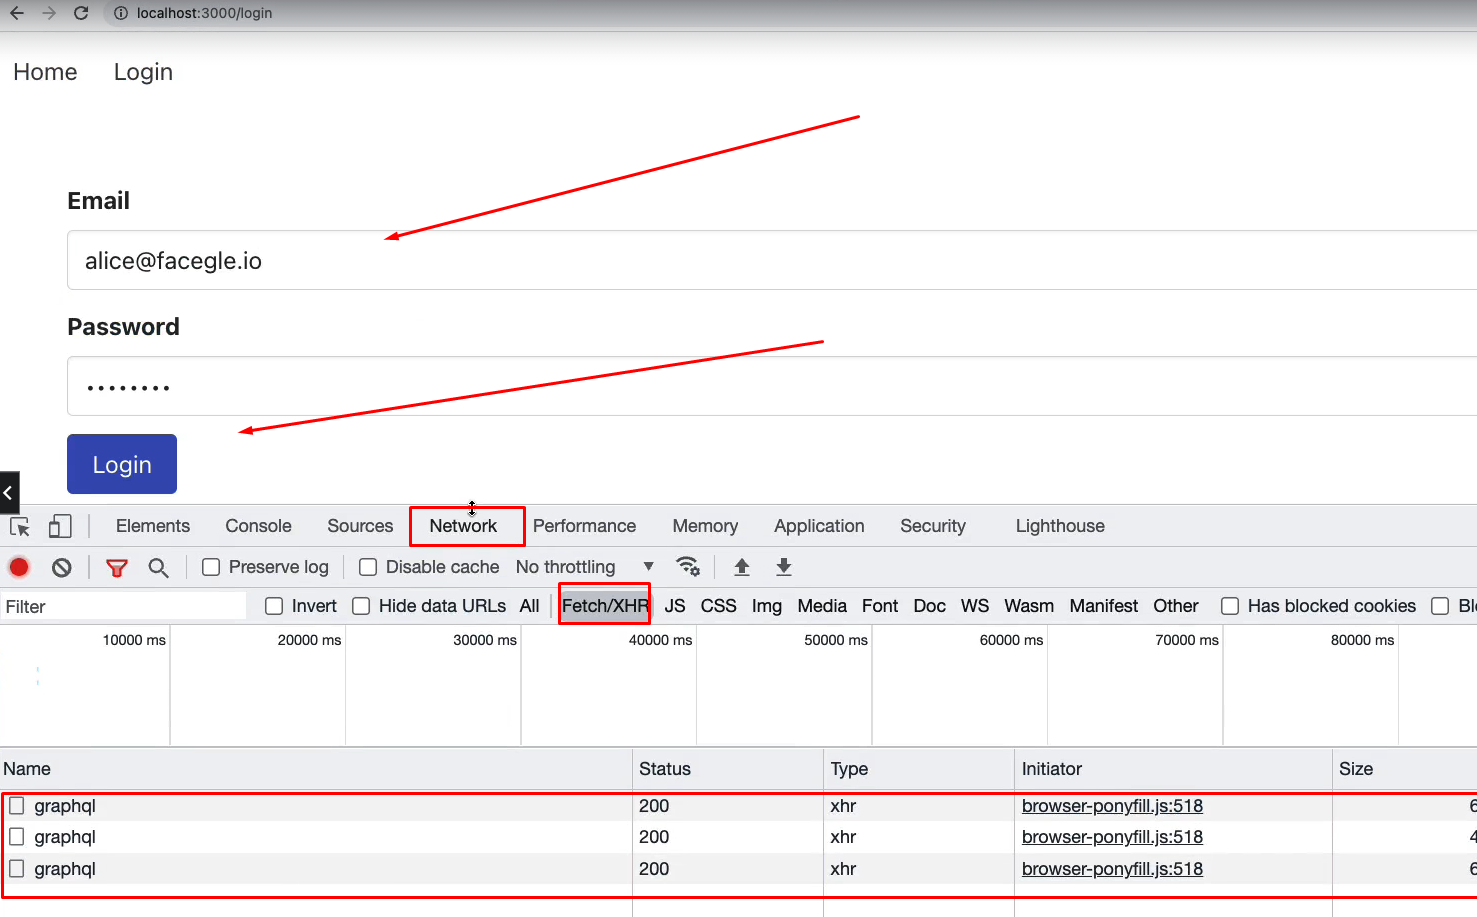 localhost:3000/login
Home Login
Email
alice@facegle.io
Password
••••••••
Login
Elements Console Sources Network Performance Memory Application Security Lighthouse
Preserve log Disable cache No throttling
Filter Invert Hide data URLs All Fetch/XHR JS CSS Img Media Font Doc WS Wasm Manifest Other Has blocked cookies
10000 ms 20000 ms 30000 ms 40000 ms 50000 ms 60000 ms 70000 ms 80000 ms
Name Status Type Initiator Size
graphql 200 xhr browser-ponyfill.js:518
graphql 200 xhr browser-ponyfill.js:518
graphql 200 xhr browser-ponyfill.js:518